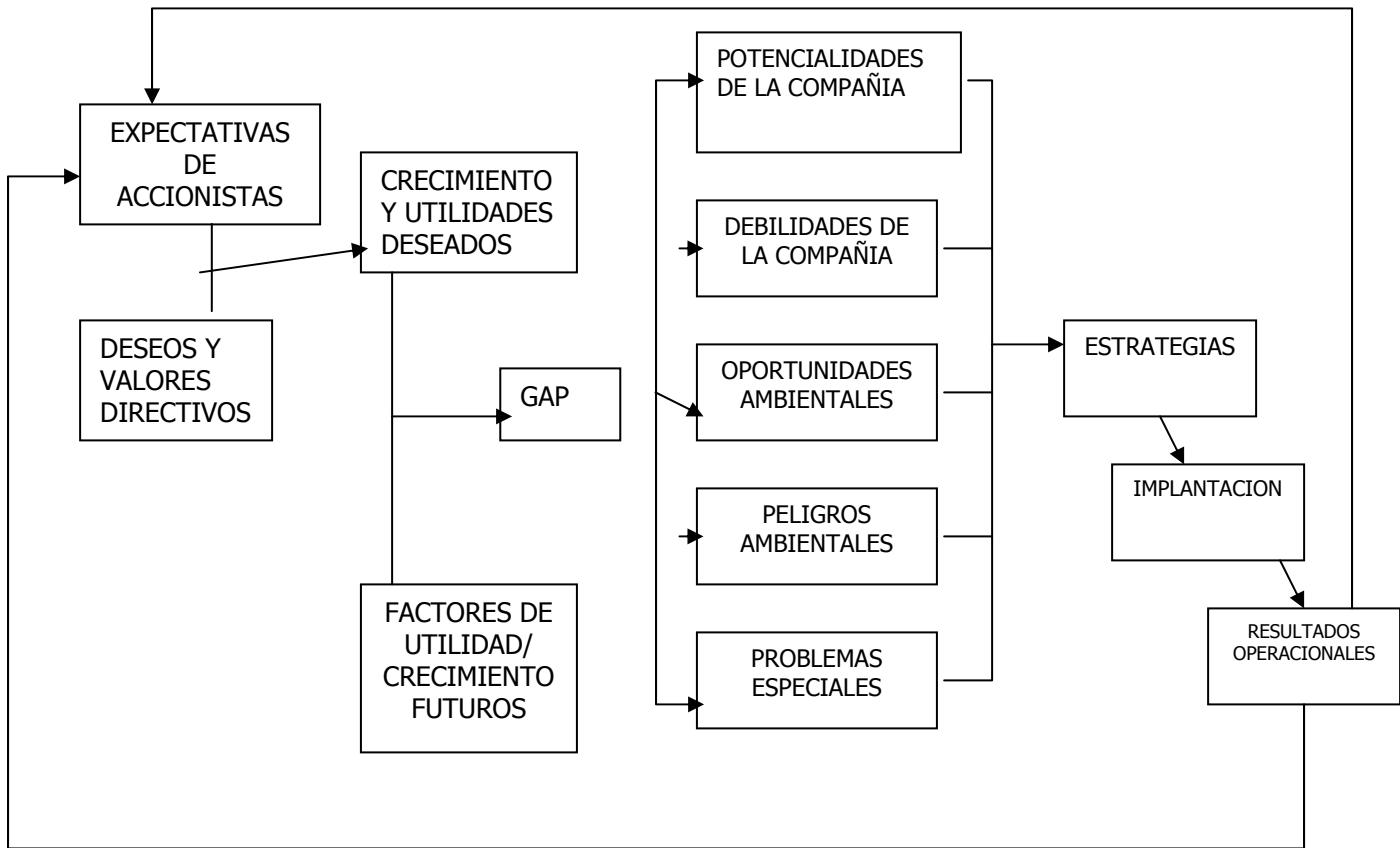 EXPECTATIVAS
DE
ACCIONISTAS
DESEOS Y
VALORES
DIRECTIVOS
CRECIMIENTO
Y UTILIDADES
DESEADOS
GAP
FACTORES DE
UTILIDAD/
CRECIMIENTO
FUTUROS
POTENCIALIDADES
DE LA COMPAÑIA
DEBILIDADES DE
LA COMPAÑIA
OPORTUNIDADES
AMBIENTALES
PELIGROS
AMBIENTALES
PROBLEMAS
ESPECIALES
ESTRATEGIAS
IMPLANTACION
RESULTADOS
OPERACIONALES